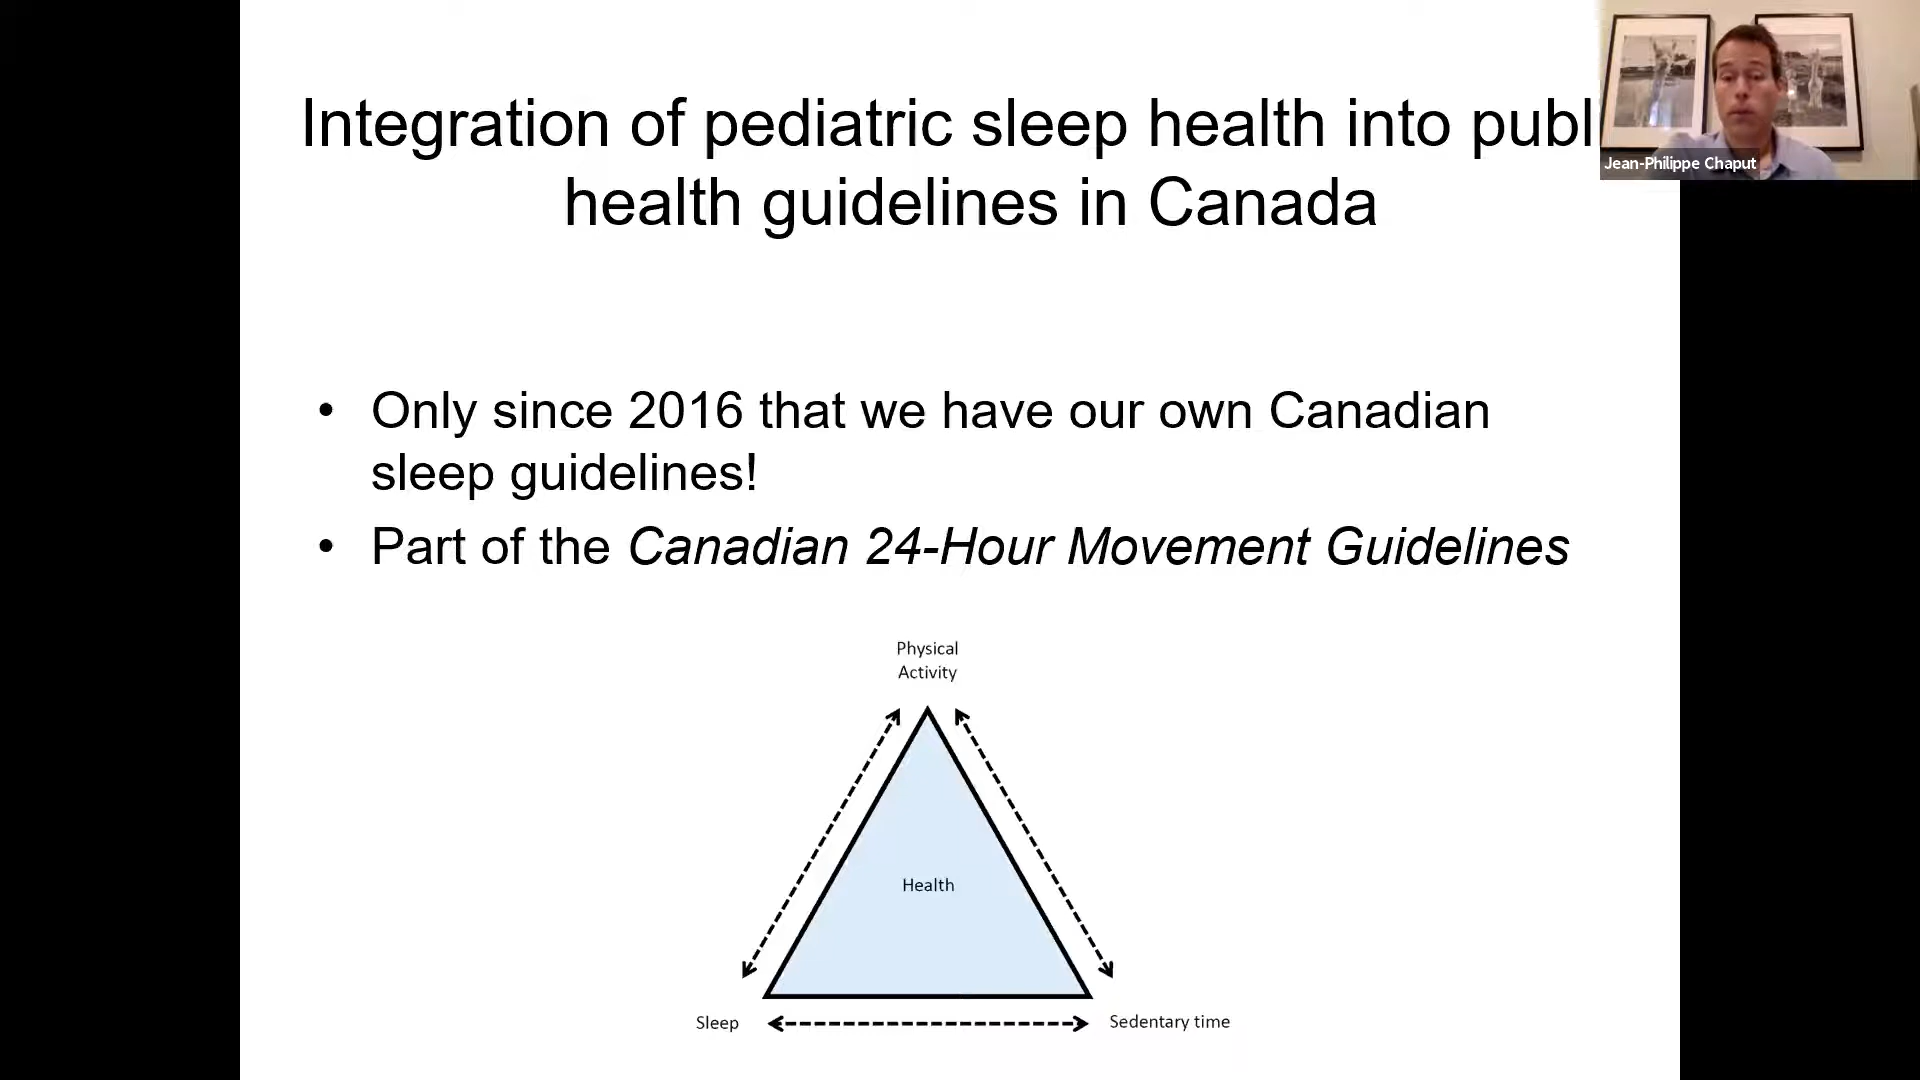 Integration of pediatric sleep health into publ
health guidelines in Canada
Jean-Philippe Chaput
• Only since 2016 that we have our own Canadian
sleep guidelines!
• Part of the Canadian 24-Hour Movement Guidelines
Physical
Activity
Health
Sleep
Sedentary time